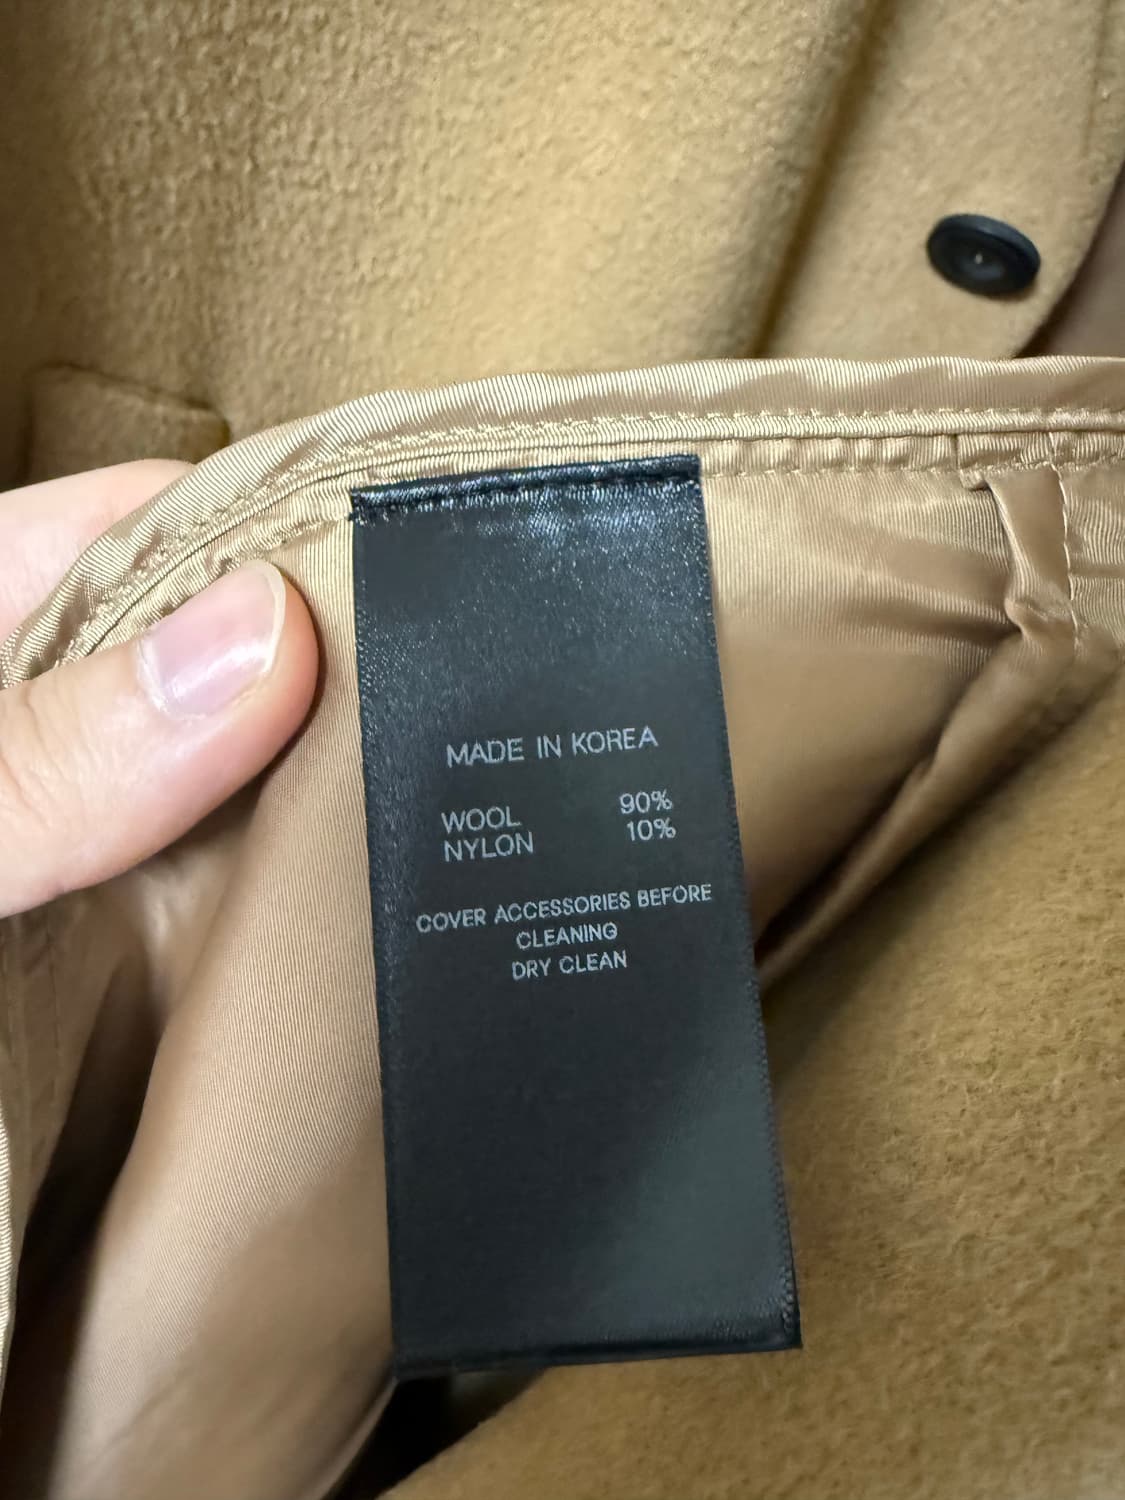 MADE IN KOREA
WOOL 90%
NYLON 10%
COVER ACCESSORIES BEFORE
CLEANING
DRY CLEAN